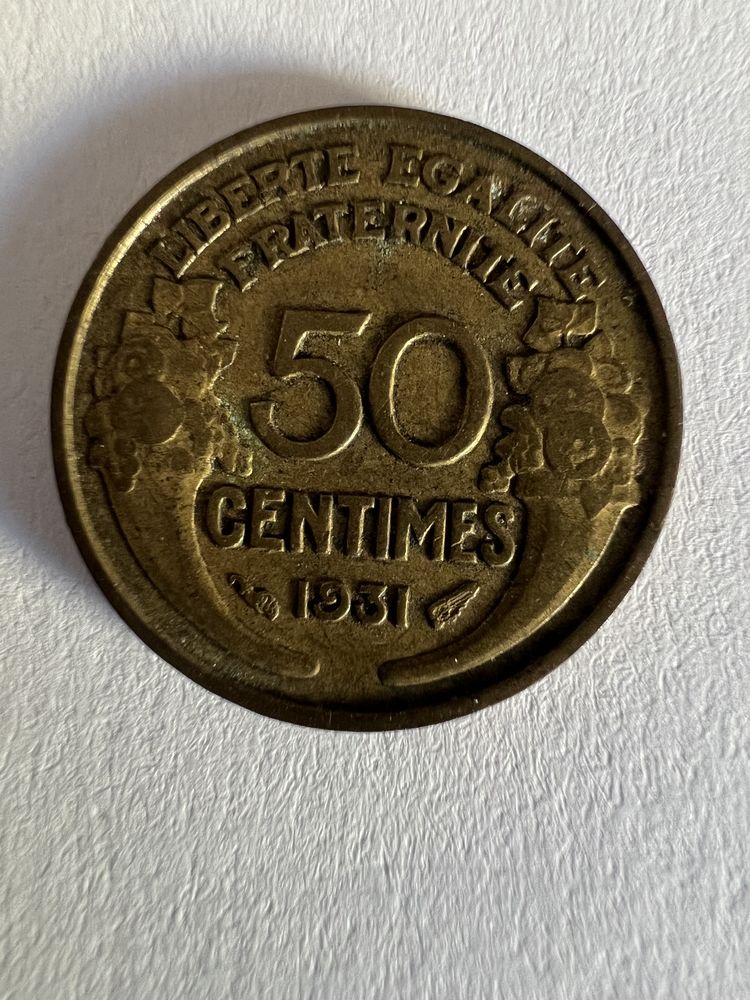 LIBERTE-EGALITE
FRATERNITE
50
CENTIMES
1931